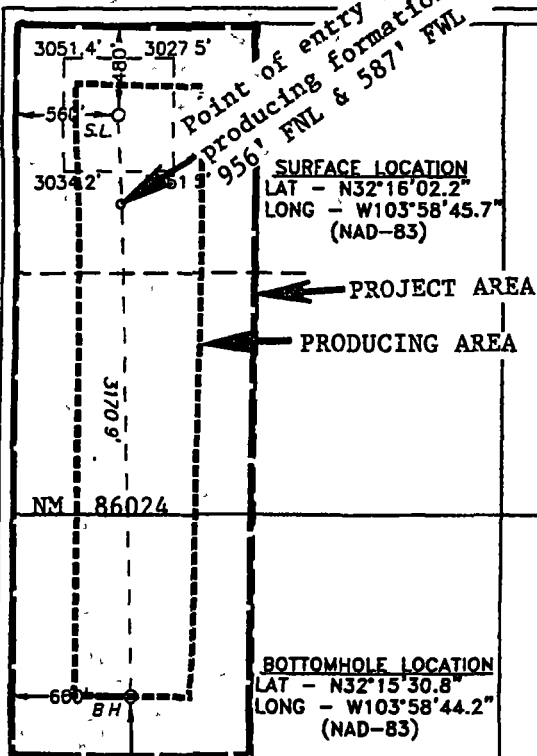 3051.4' 3027 5'
480'
Point of entry
producing formation
956' FNL & 587' FWL
560'
S.L.
3034.2'
SURFACE LOCATION
LAT - N32°16'02.2"
LONG - W103°58'45.7"
(NAD-83)
PROJECT AREA
PRODUCING AREA
3170 9'
NM 86024
BOTTOMHOLE LOCATION
LAT - N32°15'30.8"
LONG - W103°58'44.2"
(NAD-83)
660'
B H